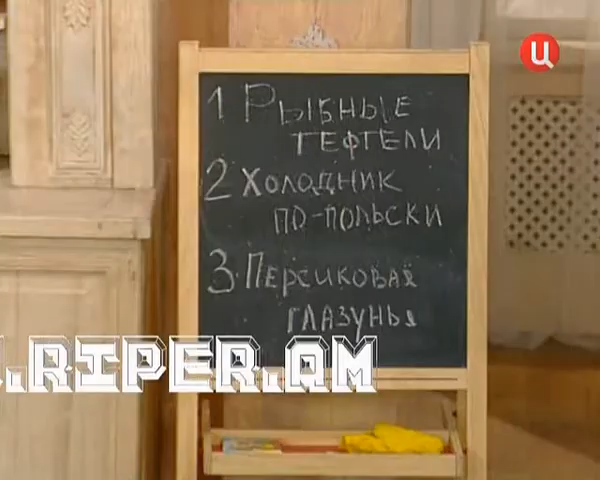 Ц
1 Рыбные
тефтели
2 Холодник
по-польски
3. Персиковая
глазунья
.RIPER.AM